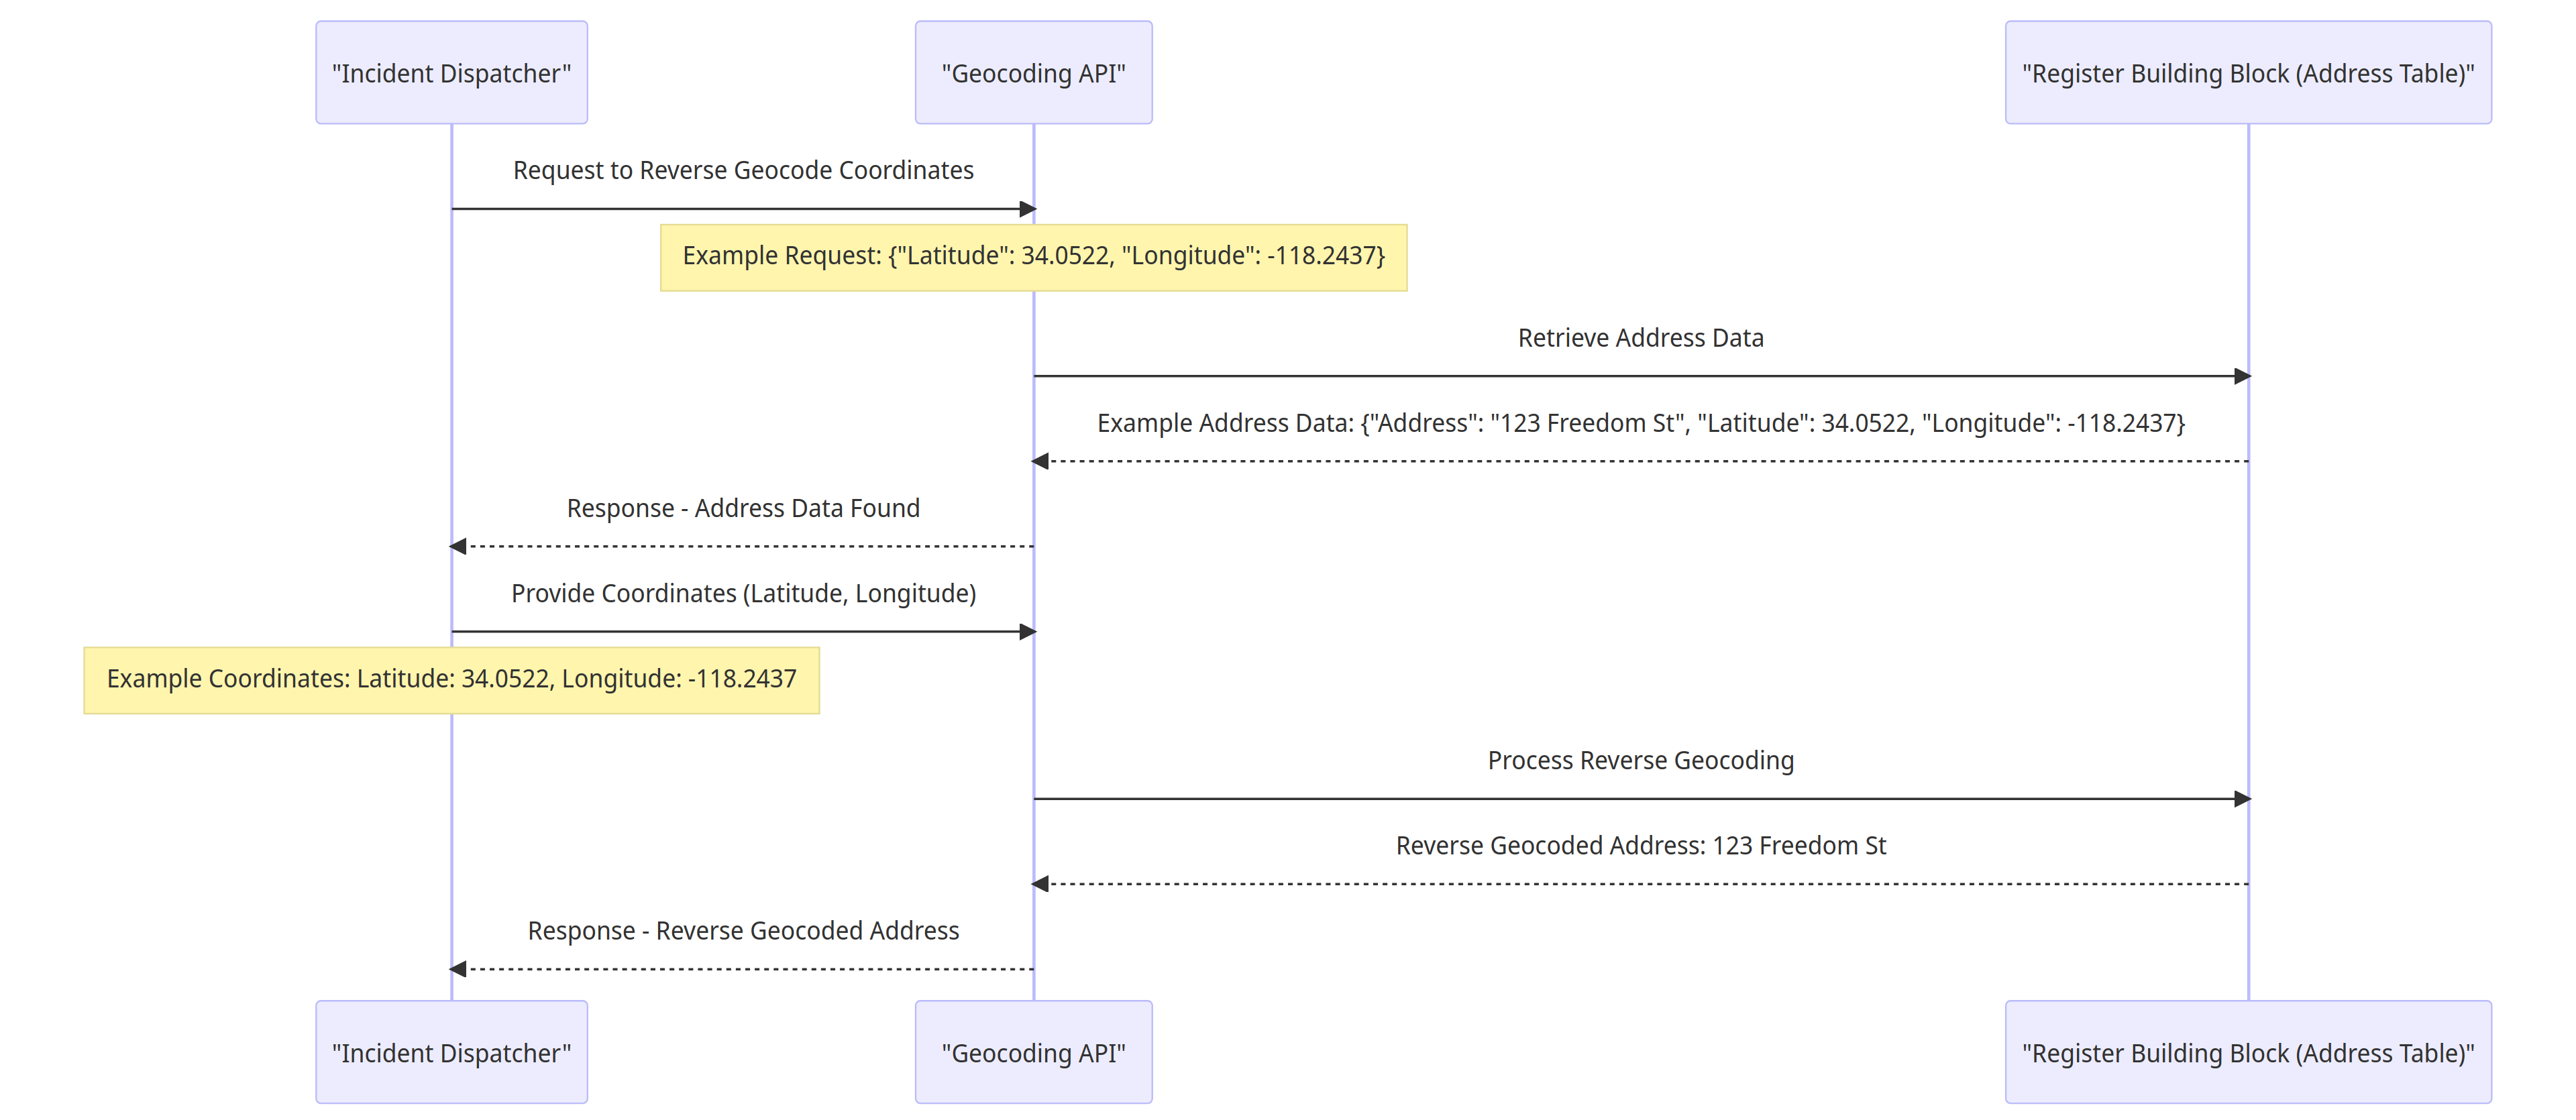 "Incident Dispatcher"
"Geocoding API"
"Register Building Block (Address Table)"
Request to Reverse Geocode Coordinates
Example Request: {"Latitude": 34.0522, "Longitude": -118.2437}
Retrieve Address Data
Example Address Data: {"Address": "123 Freedom St", "Latitude": 34.0522, "Longitude": -118.2437}
Response - Address Data Found
Provide Coordinates (Latitude, Longitude)
Example Coordinates: Latitude: 34.0522, Longitude: -118.2437
Process Reverse Geocoding
Reverse Geocoded Address: 123 Freedom St
Response - Reverse Geocoded Address
"Incident Dispatcher"
"Geocoding API"
"Register Building Block (Address Table)"